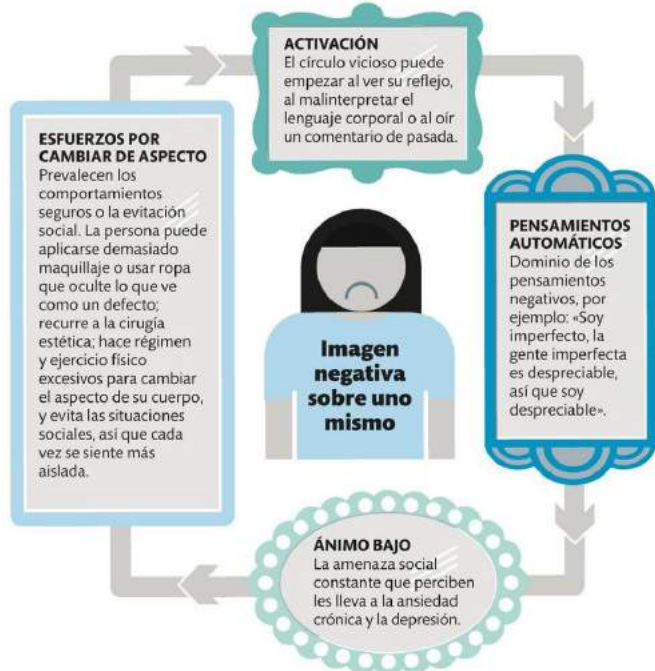 ACTIVACIÓN
El círculo vicioso puede
empezar al ver su reflejo,
al malinterpretar el
lenguaje corporal o al oír
un comentario de pasada.
PENSAMIENTOS
AUTOMÁTICOS
Dominio de los
pensamientos
negativos, por
ejemplo: «Soy
imperfecto, la
gente imperfecta
es despreciable,
así que soy
despreciable».
ÁNIMO BAJO
La amenaza social
constante que perciben
les lleva a la ansiedad
crónica y la depresión.
ESFUERZOS POR
CAMBIAR DE ASPECTO
Prevalecen los
comportamientos
seguros o la evitación
social. La persona puede
aplicarse demasiado
maquillaje o usar ropa
que oculte lo que ve
como un defecto;
recurre a la cirugía
estética; hace régimen
y ejercicio físico
excesivos para cambiar
el aspecto de su cuerpo,
y evita las situaciones
sociales, así que cada
vez se siente más
aislada.
Imagen
negativa
sobre uno
mismo